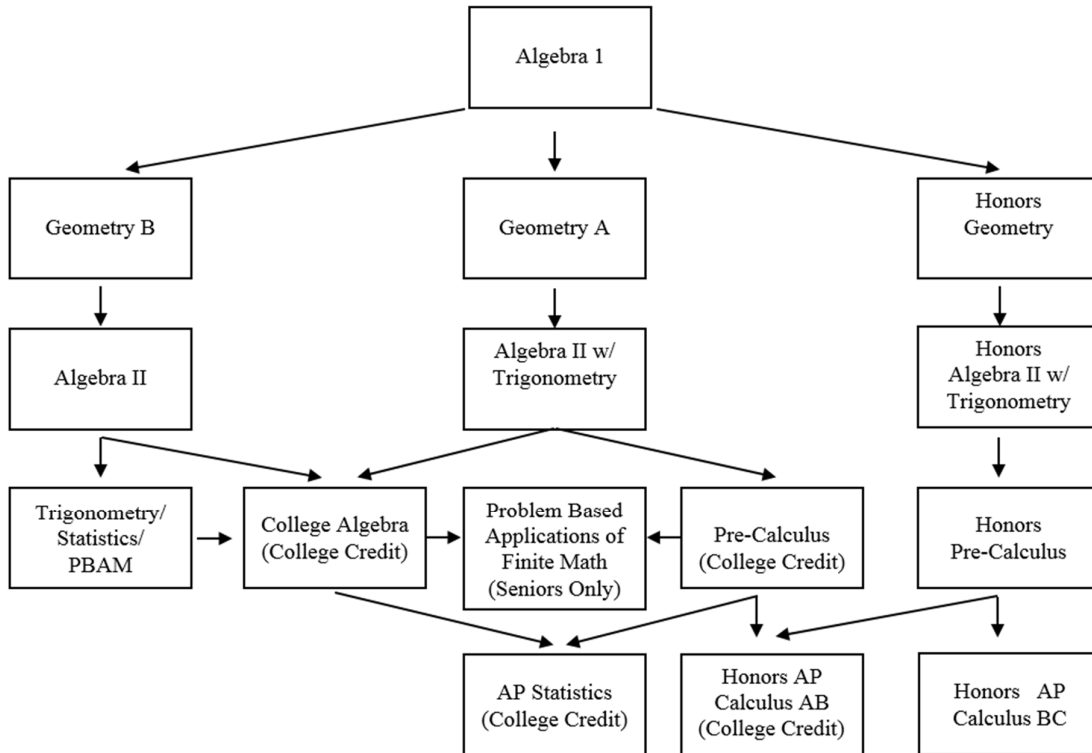 Algebra 1
Geometry B
Geometry A
Honors
Geometry
Algebra II
Algebra II w/
Trigonometry
Honors
Algebra II w/
Trigonometry
Trigonometry/
Statistics/
PBAM
College Algebra
(College Credit)
Problem Based
Applications of
Finite Math
(Seniors Only)
Pre-Calculus
(College Credit)
Honors
Pre-Calculus
AP Statistics
(College Credit)
Honors AP
Calculus AB
(College Credit)
Honors AP
Calculus BC